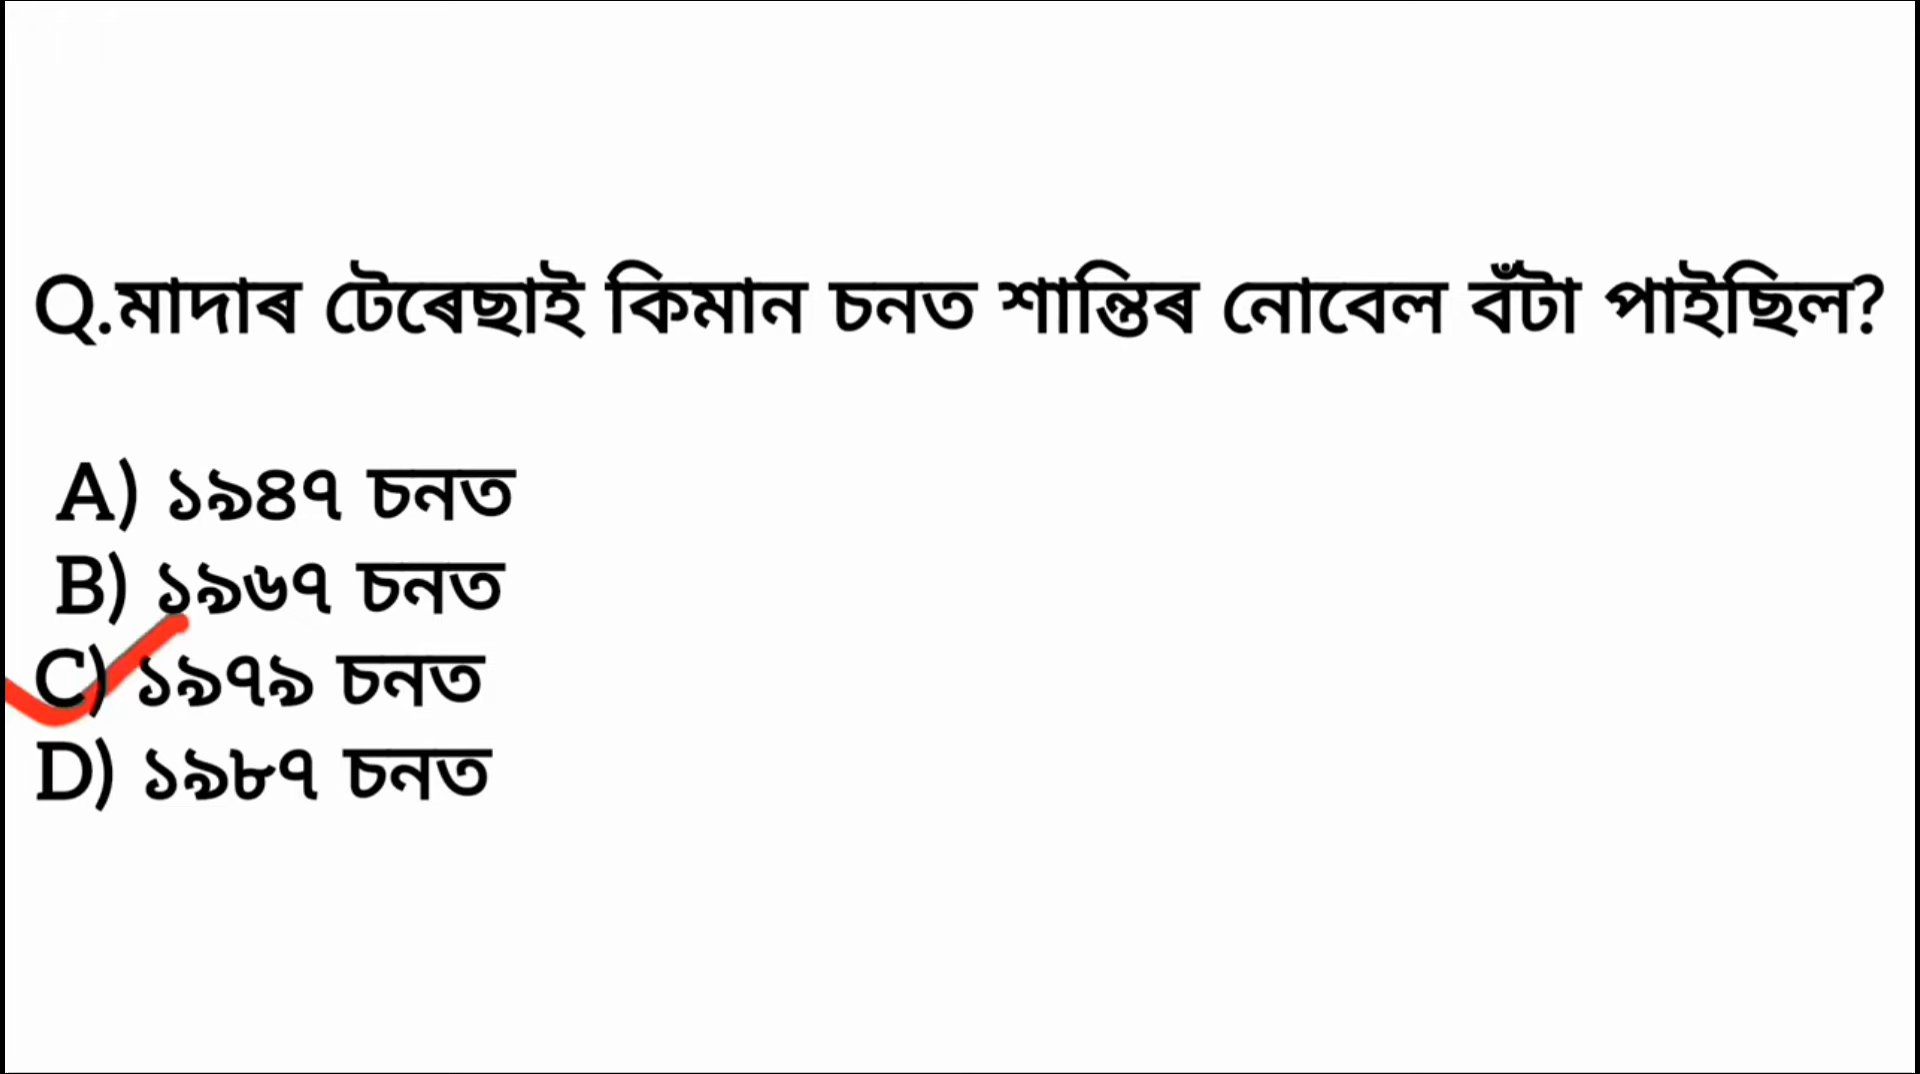 Q.মাদাৰ টেৰেছাই কিমান চনত শান্তিৰ নোবেল বঁটা পাইছিল?
A) ১৯৪৭ চনত
B) ১৯৬৭ চনত
C) ১৯৭৯ চনত
D) ১৯৮৭ চনত